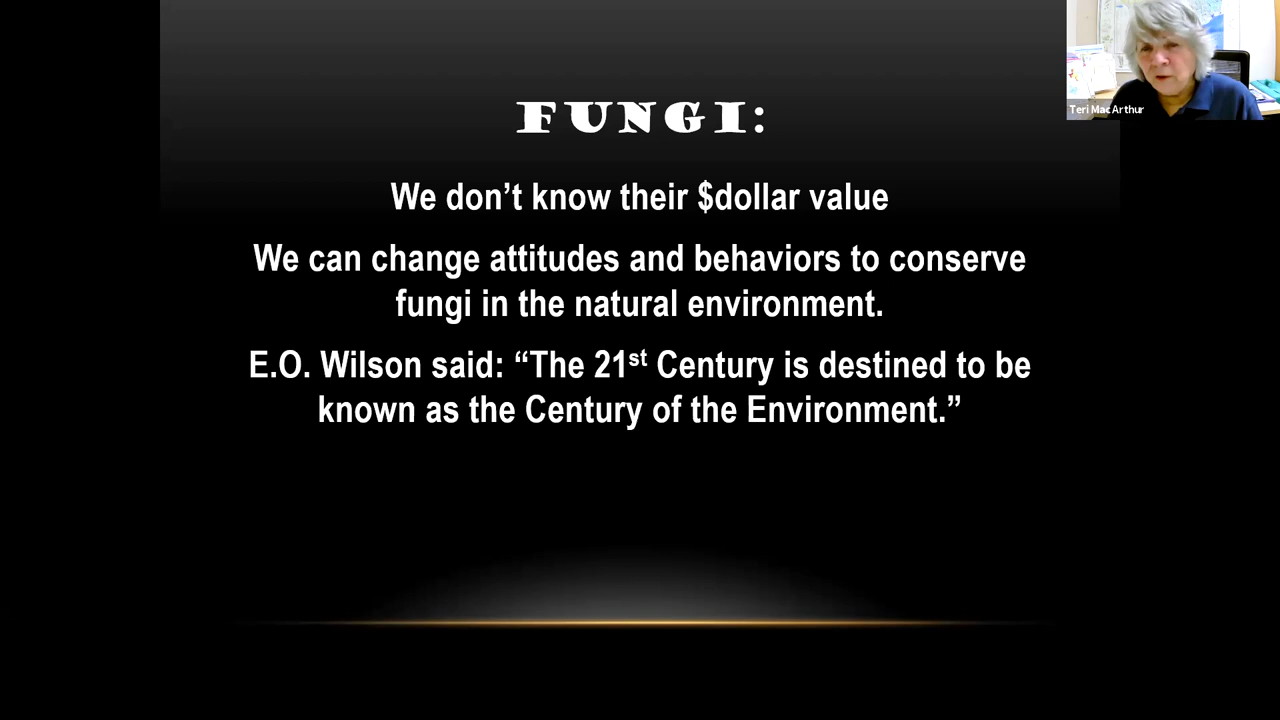 FUNGI:
We don’t know their $dollar value
We can change attitudes and behaviors to conserve
fungi in the natural environment.
E.O. Wilson said: “The 21st Century is destined to be
known as the Century of the Environment.”
Teri MacArthur